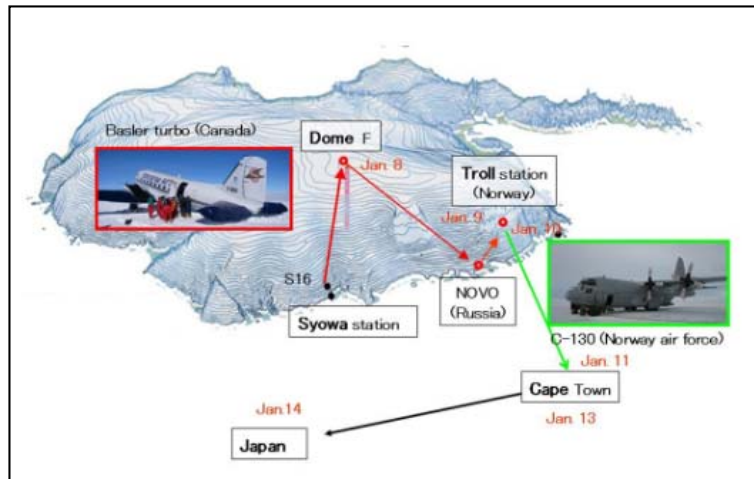 Basler turbo (Canada)
Dome F
Jan. 8
Troll station
(Norway)
Jan. 9
Jan. 10
S16
NOVO
(Russia)
Syowa station
C-130 (Norway air force)
Jan. 11
Cape Town
Jan. 13
Jan.14
Japan